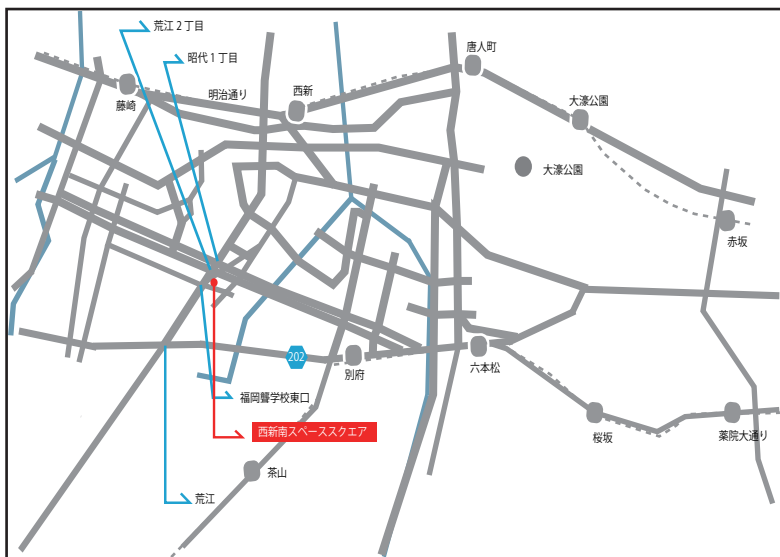 荒江2丁目
昭代1丁目
唐人町
西新
明治通り
藤崎
大濠公園
大濠公園
赤坂
202
別府
六本松
福岡聾学校東口
西新南スペーススクエア
桜坂
薬院大通り
茶山
荒江